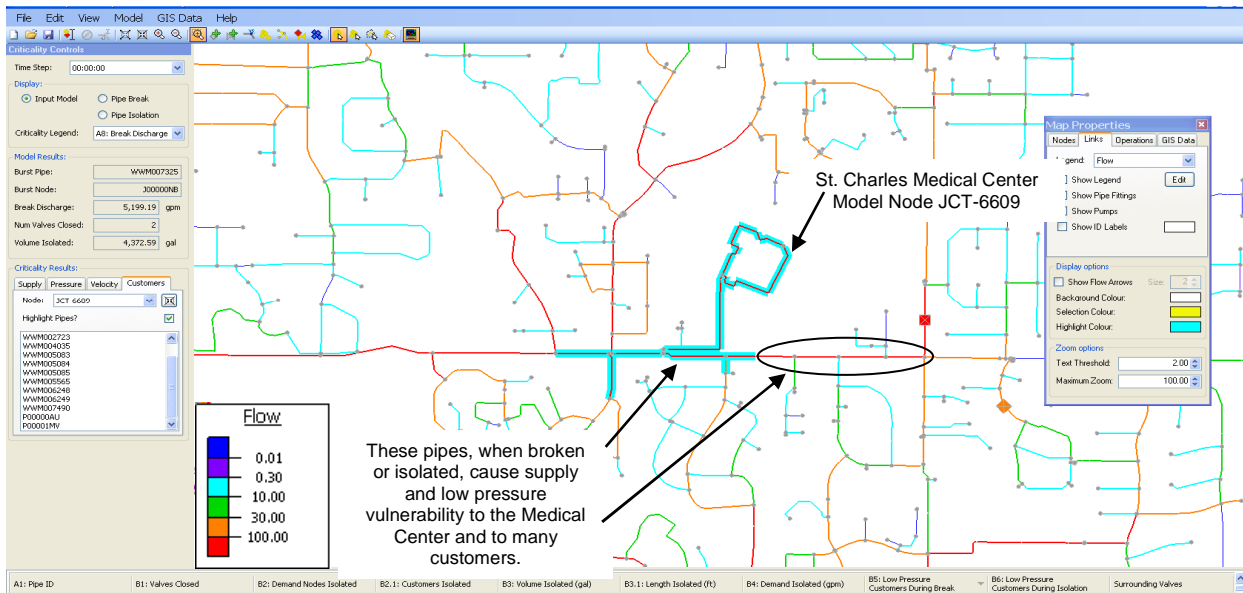 File Edit View Model GIS Data Help
Criticality Controls
Time Step: 00:00:00
Display:
Input Model Pipe Break
Pipe Isolation
Criticality Legend: A8: Break Discharge
Model Results:
Burst Pipe: WWM007325
Burst Node: J00000NB
Break Discharge: 5,199.19 gpm
Num Valves Closed: 2
Volume Isolated: 4,372.59 gal
Criticality Results:
Supply Pressure Velocity Customers
Node: JCT 6609
Highlight Pipes?
WWM002723
WWM004035
WWM005083
WWM005084
WWM005085
WWM005565
WWM006248
WWM006249
WWM007490
P00000AU
P00001MV
Flow
0.01
0.30
10.00
30.00
100.00
St. Charles Medical Center
Model Node JCT-6609
These pipes, when broken
or isolated, cause supply
and low pressure
vulnerability to the Medical
Center and to many
customers.
Map Properties
Nodes Links Operations GIS Data
Legend: Flow
Show Legend Edit
Show Pipe Fittings
Show Pumps
Show ID Labels
Display options
Show Flow Arrows Size: 2
Background Colour:
Selection Colour:
Highlight Colour:
Zoom options
Text Threshold: 2.00
Maximum Zoom: 100.00
A1: Pipe ID B1: Valves Closed B2: Demand Nodes Isolated B2.1: Customers Isolated B3: Volume Isolated (gal) B3.1: Length Isolated (ft) B4: Demand Isolated (gpm) B5: Low Pressure Customers During Break B6: Low Pressure Customers During Isolation Surrounding Valves